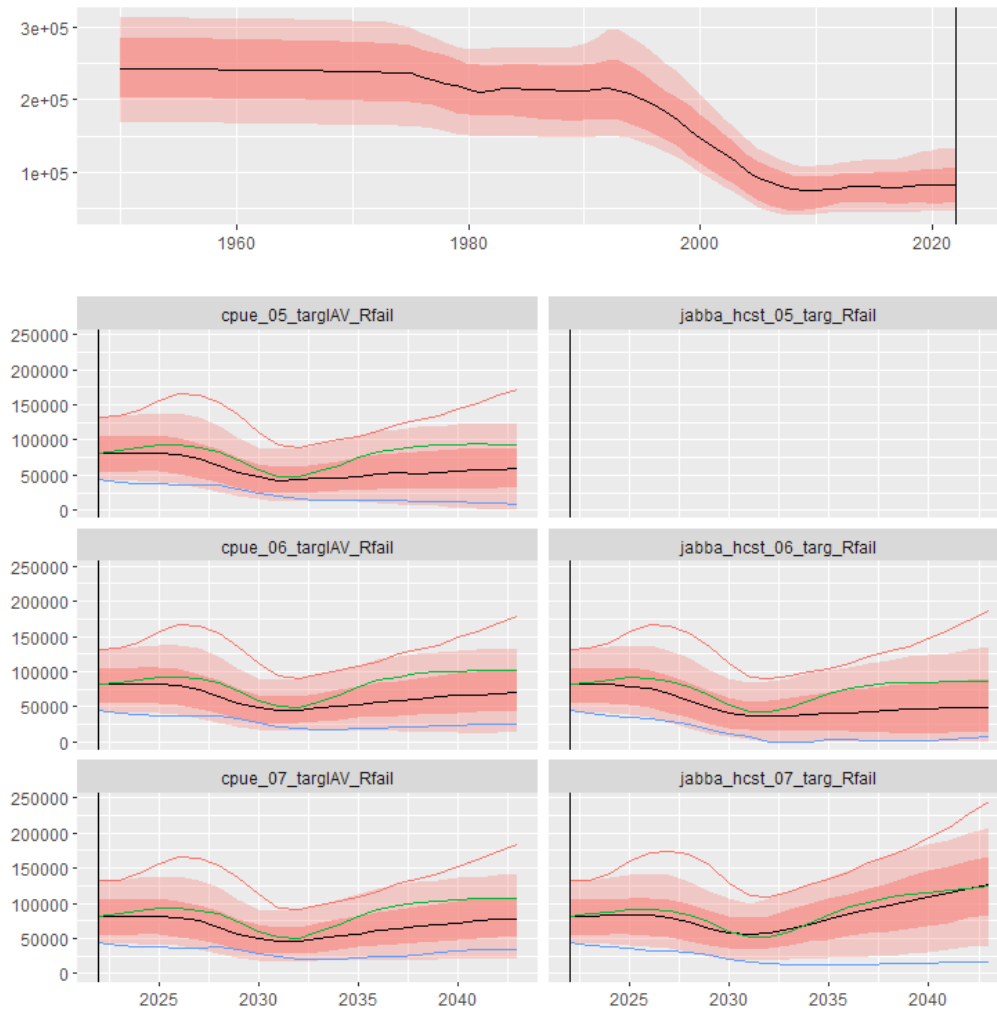 3e+05
2e+05
1e+05
1960 1980 2000 2020
cpue_05_targIAV_Rfail jabba_hcst_05_targ_Rfail
250000
200000
150000
100000
50000
0
cpue_06_targIAV_Rfail jabba_hcst_06_targ_Rfail
250000
200000
150000
100000
50000
0
cpue_07_targIAV_Rfail jabba_hcst_07_targ_Rfail
250000
200000
150000
100000
50000
0
2025 2030 2035 2040 2025 2030 2035 2040